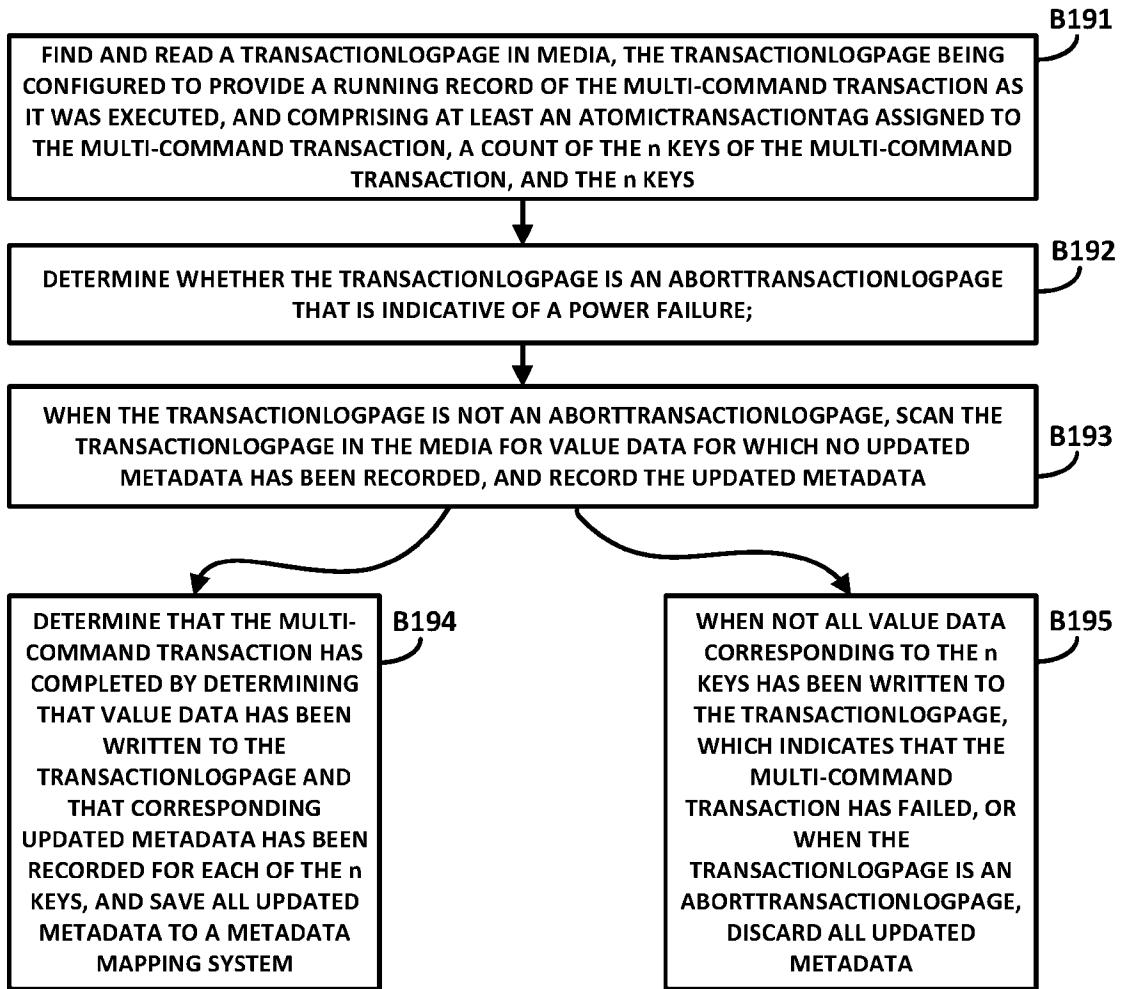 B191
FIND AND READ A TRANSACTIONLOGPAGE IN MEDIA, THE TRANSACTIONLOGPAGE BEING
CONFIGURED TO PROVIDE A RUNNING RECORD OF THE MULTI-COMMAND TRANSACTION AS
IT WAS EXECUTED, AND COMPRISING AT LEAST AN ATOMICTRANSACTIONTAG ASSIGNED TO
THE MULTI-COMMAND TRANSACTION, A COUNT OF THE n KEYS OF THE MULTI-COMMAND
TRANSACTION, AND THE n KEYS
B192
DETERMINE WHETHER THE TRANSACTIONLOGPAGE IS AN ABORTTRANSACTIONLOGPAGE
THAT IS INDICATIVE OF A POWER FAILURE;
B193
WHEN THE TRANSACTIONLOGPAGE IS NOT AN ABORTTRANSACTIONLOGPAGE, SCAN THE
TRANSACTIONLOGPAGE IN THE MEDIA FOR VALUE DATA FOR WHICH NO UPDATED
METADATA HAS BEEN RECORDED, AND RECORD THE UPDATED METADATA
B194
DETERMINE THAT THE MULTI-
COMMAND TRANSACTION HAS
COMPLETED BY DETERMINING
THAT VALUE DATA HAS BEEN
WRITTEN TO THE
TRANSACTIONLOGPAGE AND
THAT CORRESPONDING
UPDATED METADATA HAS BEEN
RECORDED FOR EACH OF THE n
KEYS, AND SAVE ALL UPDATED
METADATA TO A METADATA
MAPPING SYSTEM
B195
WHEN NOT ALL VALUE DATA
CORRESPONDING TO THE n
KEYS HAS BEEN WRITTEN TO
THE TRANSACTIONLOGPAGE,
WHICH INDICATES THAT THE
MULTI-COMMAND
TRANSACTION HAS FAILED, OR
WHEN THE
TRANSACTIONLOGPAGE IS AN
ABORTTRANSACTIONLOGPAGE,
DISCARD ALL UPDATED
METADATA